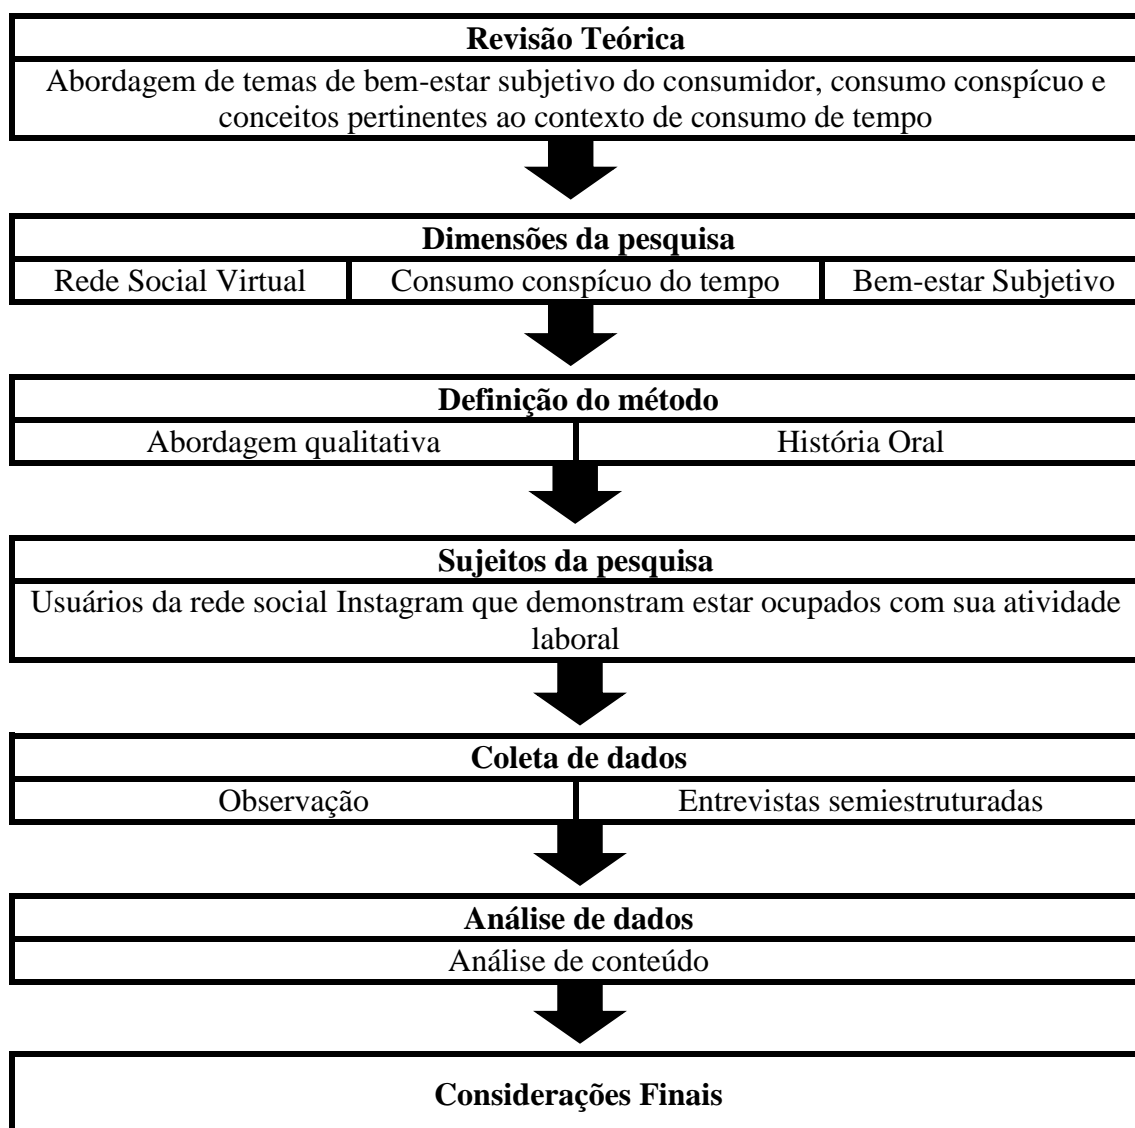 Revisão Teórica
Abordagem de temas de bem-estar subjetivo do consumidor, consumo conspícuo e
conceitos pertinentes ao contexto de consumo de tempo
Dimensões da pesquisa
Rede Social Virtual
Consumo conspícuo do tempo
Bem-estar Subjetivo
Definição do método
Abordagem qualitativa
História Oral
Sujeitos da pesquisa
Usuários da rede social Instagram que demonstram estar ocupados com sua atividade
laboral
Coleta de dados
Observação
Entrevistas semiestruturadas
Análise de dados
Análise de conteúdo
Considerações Finais